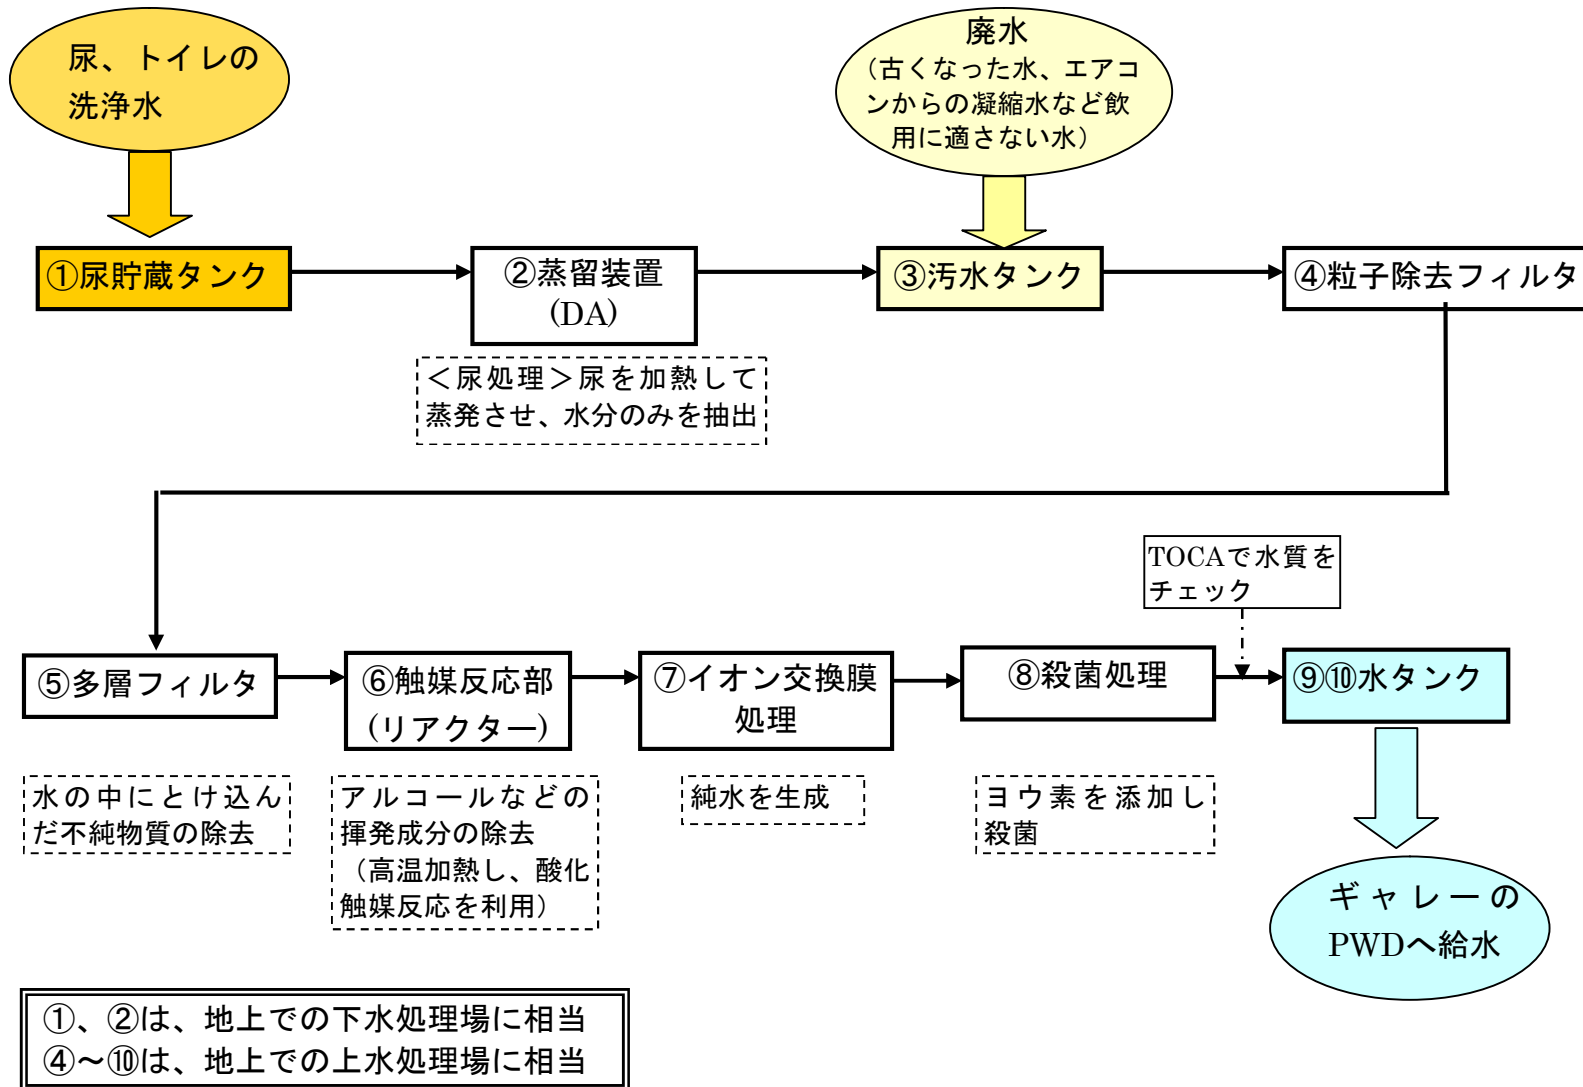 尿、トイレの
洗浄水
廃水
（古くなった水、エアコ
ンからの凝縮水など飲
用に適さない水）
①尿貯蔵タンク
②蒸留装置
(DA)
③汚水タンク
④粒子除去フィルタ
＜尿処理＞尿を加熱して
蒸発させ、水分のみを抽出
TOCAで水質を
チェック
⑤多層フィルタ
⑥触媒反応部
(リアクター)
⑦イオン交換膜
処理
⑧殺菌処理
⑨⑩水タンク
水の中にとけ込ん
だ不純物質の除去
アルコールなどの
揮発成分の除去
（高温加熱し、酸化
触媒反応を利用）
純水を生成
ヨウ素を添加し
殺菌
ギャレーの
PWDへ給水
①、②は、地上での下水処理場に相当
④～⑩は、地上での上水処理場に相当